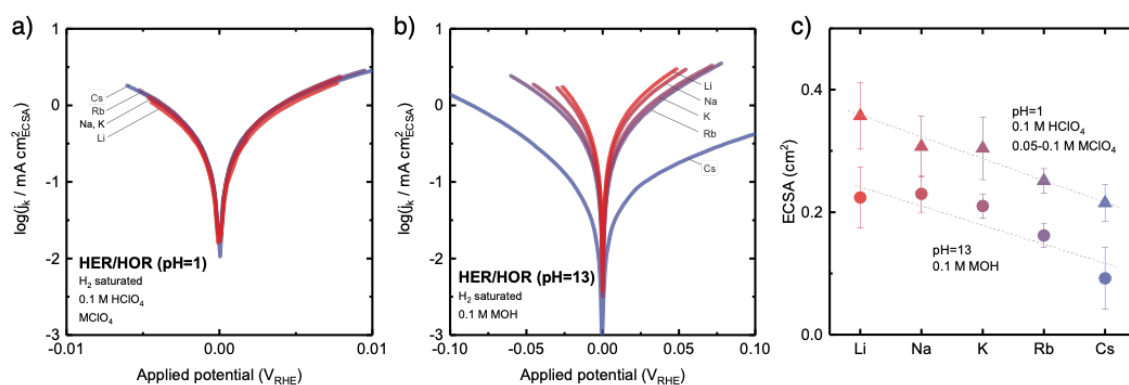 a)
log(jₖ / mA cm²ECSA)
1
0
-1
-2
-3
Cs
Rb
Na, K
Li
HER/HOR (pH=1)
H₂ saturated
0.1 M HClO₄
MClO₄
-0.01
0.00
0.01
Applied potential (VRHE)
b)
log(jₖ / mA cm²ECSA)
1
0
-1
-2
-3
Li
Na
K
Rb
Cs
HER/HOR (pH=13)
H₂ saturated
0.1 M MOH
-0.10
-0.05
0.00
0.05
0.10
Applied potential (VRHE)
c)
ECSA (cm²)
0.4
0.2
0.0
pH=1
0.1 M HClO₄
0.05-0.1 M MClO₄
pH=13
0.1 M MOH
Li
Na
K
Rb
Cs